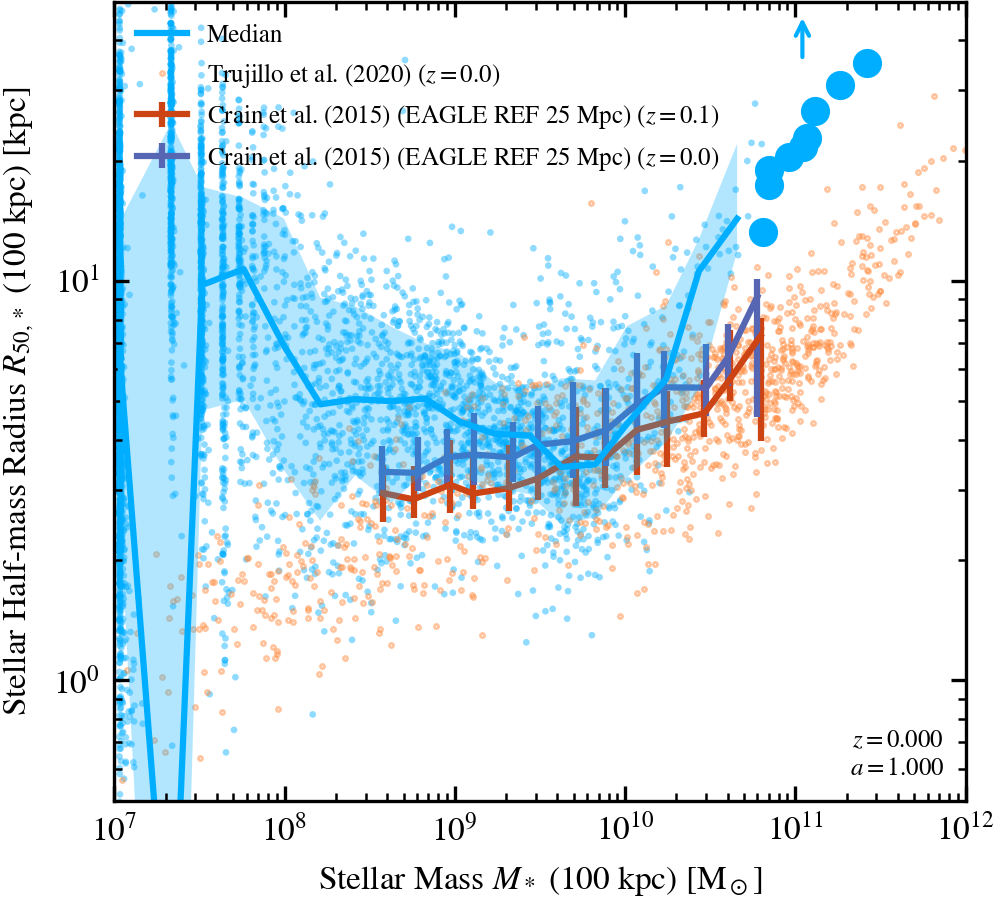 Median
Trujillo et al. (2020) (z = 0.0)
Crain et al. (2015) (EAGLE REF 25 Mpc) (z = 0.1)
Crain et al. (2015) (EAGLE REF 25 Mpc) (z = 0.0)
Stellar Half-mass Radius R₅₀,∗ (100 kpc) [kpc]
10¹
10⁰
z = 0.000
a = 1.000
10⁷ 10⁸ 10⁹ 10¹⁰ 10¹¹ 10¹²
Stellar Mass M∗ (100 kpc) [M⊙]